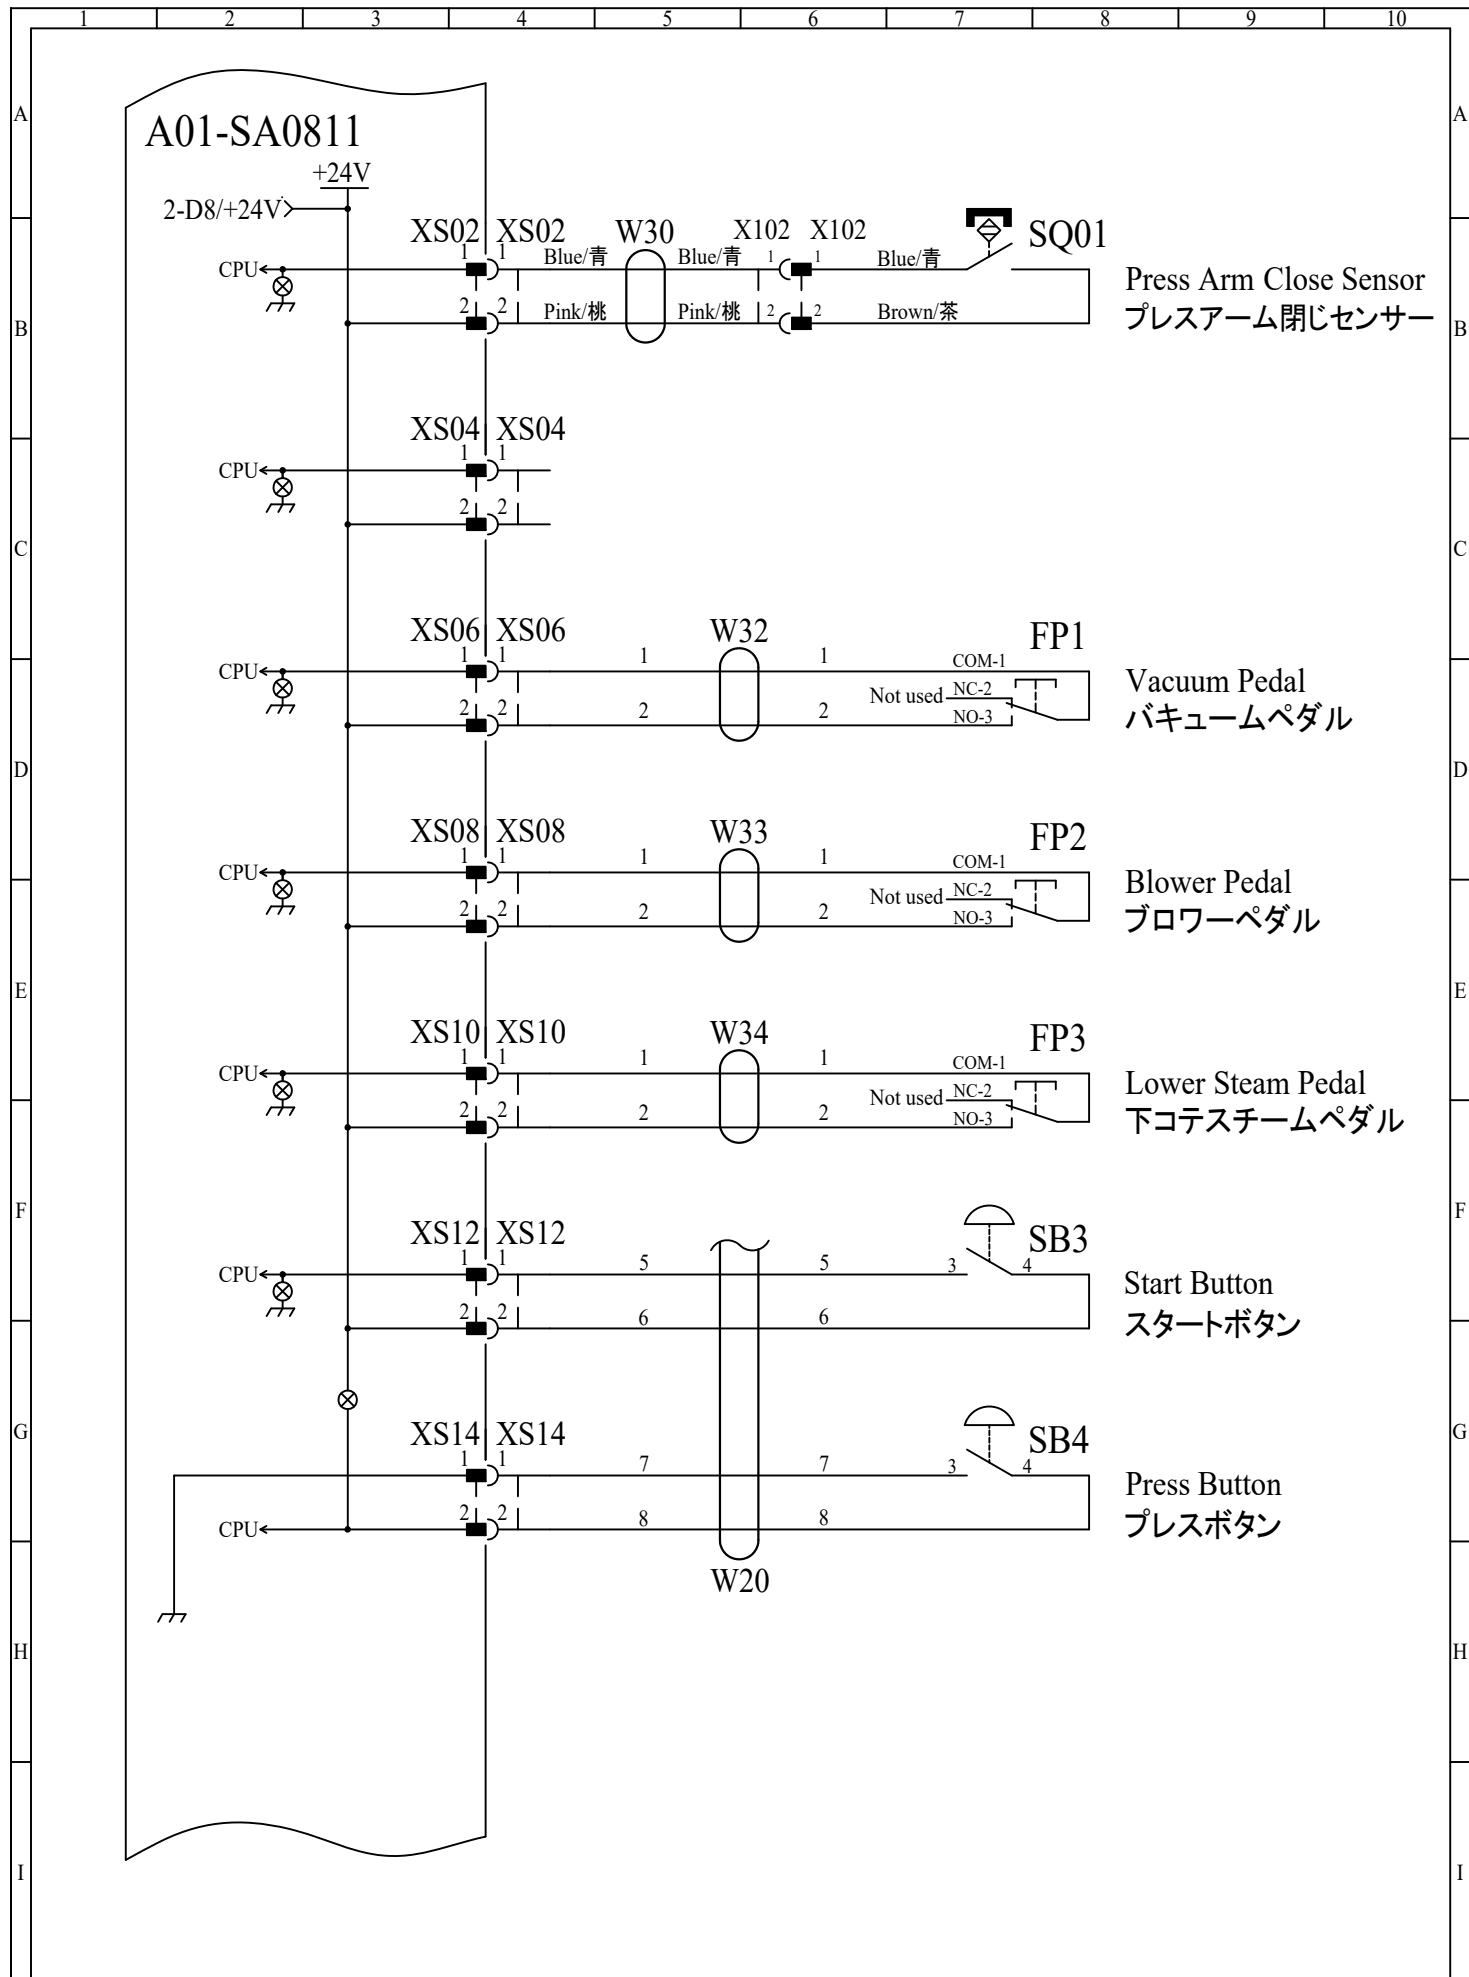 1 2 3 4 5 6 7 8 9 10
A A
A01-SA0811
+24V
2-D8/+24V
XS02 XS02 W30 X102 X102 SQ01
1 1 Blue/青 Blue/青 1 1 Blue/青
CPU
Press Arm Close Sensor
2 2 Pink/桃 Pink/桃 2 2 Brown/茶
プレスアーム閉じセンサー
B B
XS04 XS04
1 1
CPU
2 2
C C
XS06 XS06 W32 FP1
1 1 1 1 COM-1
CPU
Vacuum Pedal
Not used NC-2
2 2 2 2 NO-3
バキュームペダル
D D
XS08 XS08 W33 FP2
1 1 1 1 COM-1
CPU
Blower Pedal
Not used NC-2
2 2 2 2 NO-3
ブロワーペダル
E E
XS10 XS10 W34 FP3
1 1 1 1 COM-1
CPU
Lower Steam Pedal
Not used NC-2
2 2 2 2 NO-3
下コテスチームペダル
F F
XS12 XS12 SB3
1 1 5 5 3 4
CPU
Start Button
2 2 6 6
スタートボタン
G G
XS14 XS14 SB4
1 1 7 7 3 4
Press Button
2 2 8 8
CPU
プレスボタン
W20
H H
I I